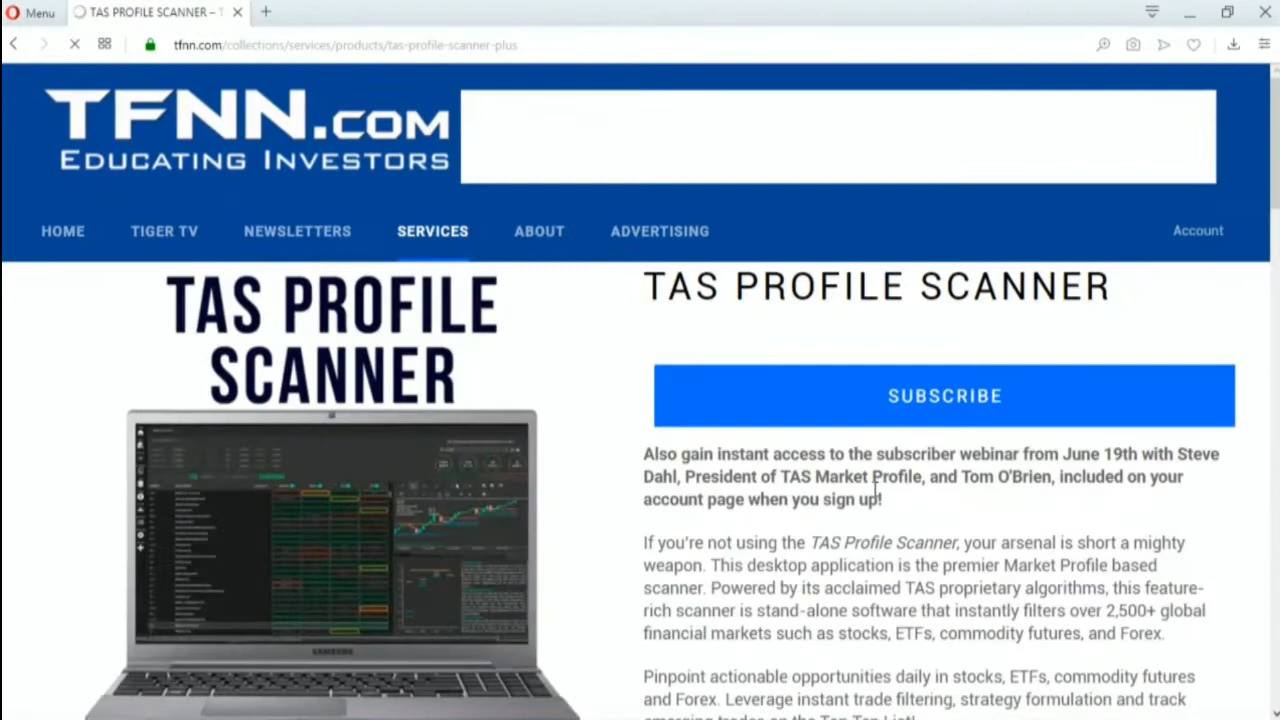 Menu
TAS PROFILE SCANNER – T
tfnn.com/collections/services/products/tas-profile-scanner-plus
TFNN.COM
EDUCATING INVESTORS
HOME TIGER TV NEWSLETTERS SERVICES ABOUT ADVERTISING Account
TAS PROFILE
SCANNER
SAMSUNG
TAS PROFILE SCANNER
SUBSCRIBE
Also gain instant access to the subscriber webinar from June 19th with Steve
Dahl, President of TAS Market Profile, and Tom O'Brien, included on your
account page when you sign up!
If you're not using the TAS Profile Scanner, your arsenal is short a mighty
weapon. This desktop application is the premier Market Profile based
scanner. Powered by its acclaimed TAS proprietary algorithms, this feature-
rich scanner is stand-alone software that instantly filters over 2,500+ global
financial markets such as stocks, ETFs, commodity futures, and Forex.
Pinpoint actionable opportunities daily in stocks, ETFs, commodity futures
and Forex. Leverage instant trade filtering, strategy formulation and track
emerging trades on the Top Ten List!